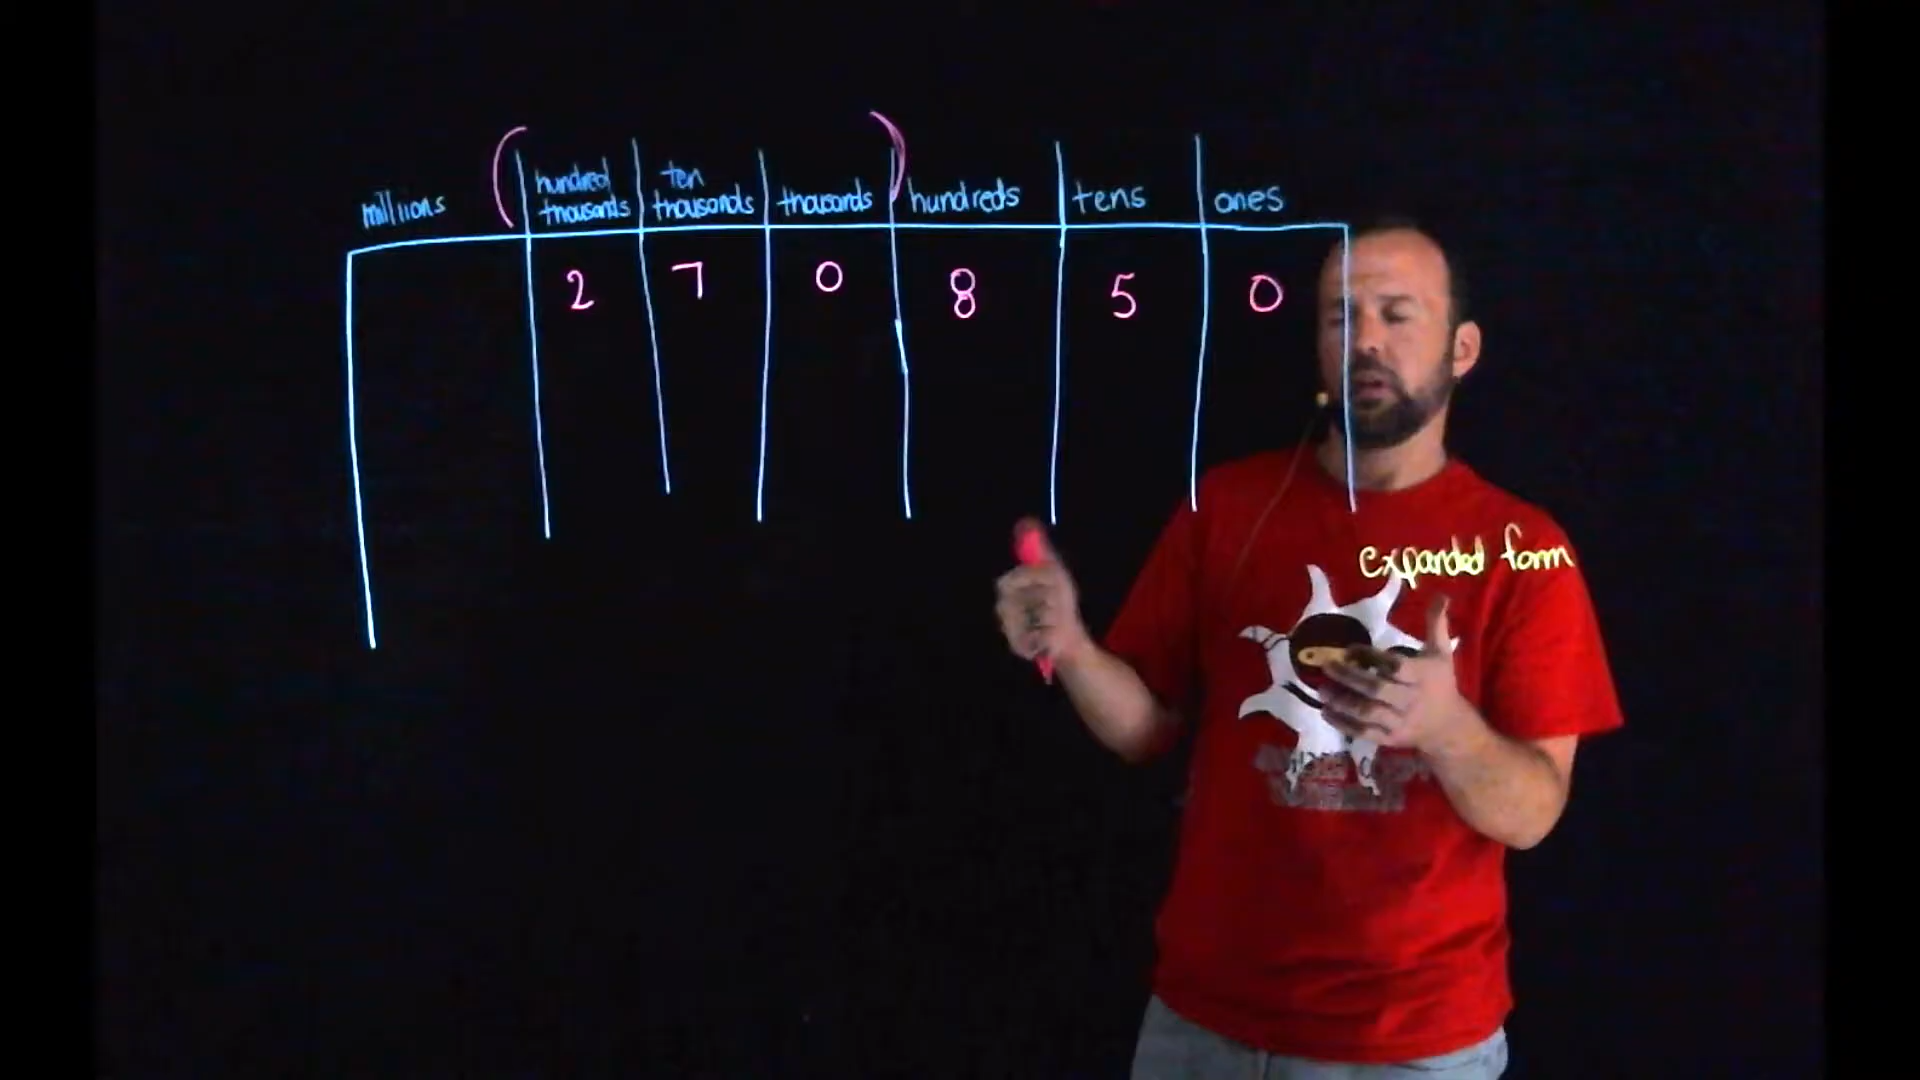 millions ( hundred thousands ten thousands thousands ) hundreds tens ones
2 7 0 8 5 0
expanded form